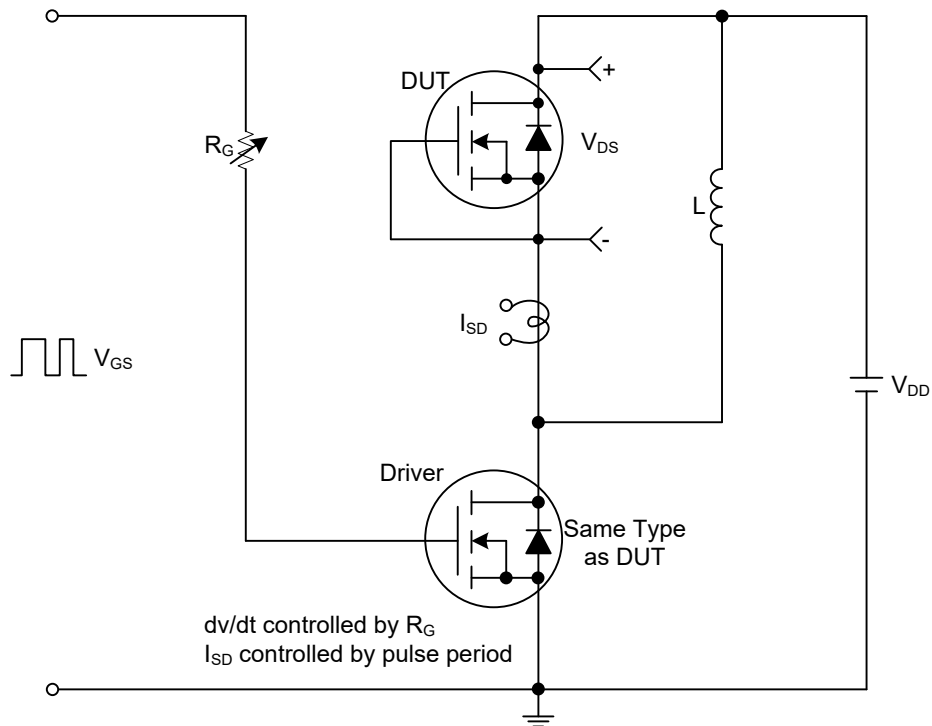 DUT
+
R_G
V_DS
L
-
I_SD
V_GS
V_DD
Driver
Same Type
as DUT
dv/dt controlled by R_G
I_SD controlled by pulse period